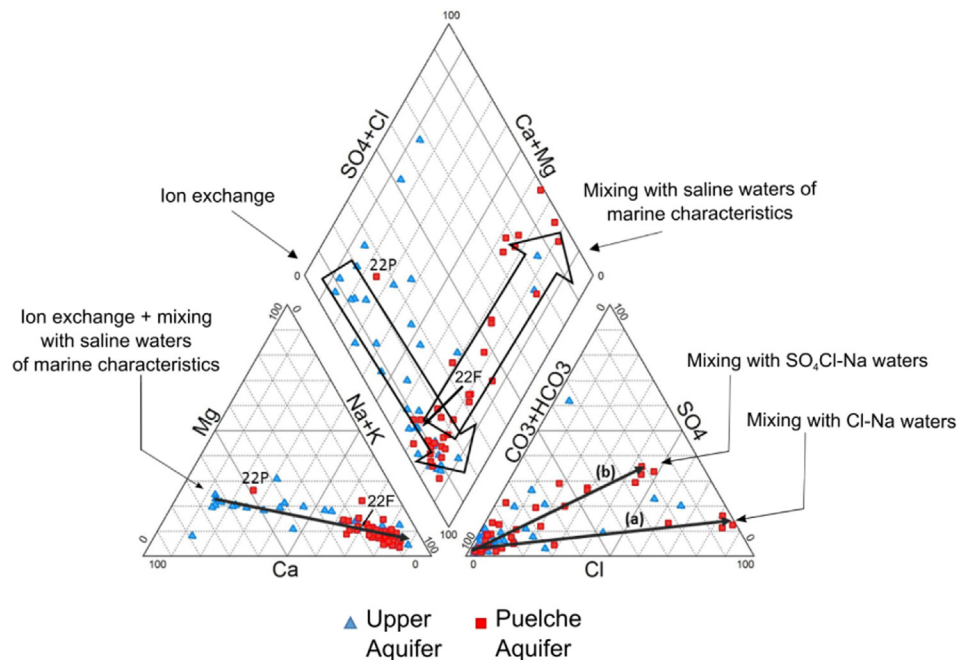 100
SO4+Cl
Ca+Mg
Ion exchange
Mixing with saline waters of
marine characteristics
0
22P
0
Ion exchange + mixing
with saline waters
of marine characteristics
100
0
100
0
Mg
Na+K
22F
CO3+HCO3
SO4
Mixing with SO₄Cl-Na waters
Mixing with Cl-Na waters
22P
22F
(b)
(a)
0
100
100
100
0
100
Ca
0
100
0
Cl
100
Upper
Aquifer
Puelche
Aquifer